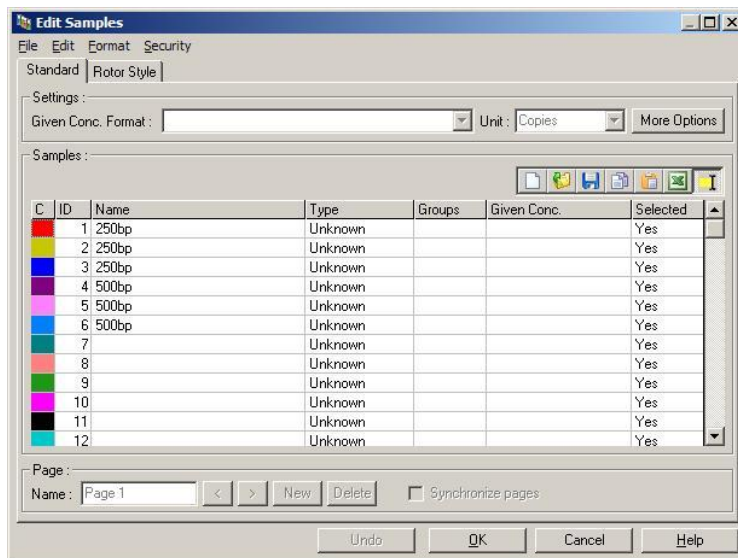 Edit Samples
File Edit Format Security
Standard Rotor Style
Settings :
Given Conc. Format : Unit : Copies More Options
Samples :
C ID Name Type Groups Given Conc. Selected
1 250bp Unknown Yes
2 250bp Unknown Yes
3 250bp Unknown Yes
4 500bp Unknown Yes
5 500bp Unknown Yes
6 500bp Unknown Yes
7 Unknown Yes
8 Unknown Yes
9 Unknown Yes
10 Unknown Yes
11 Unknown Yes
12 Unknown Yes
Page :
Name : Page 1 < > New Delete Synchronize pages
Undo OK Cancel Help